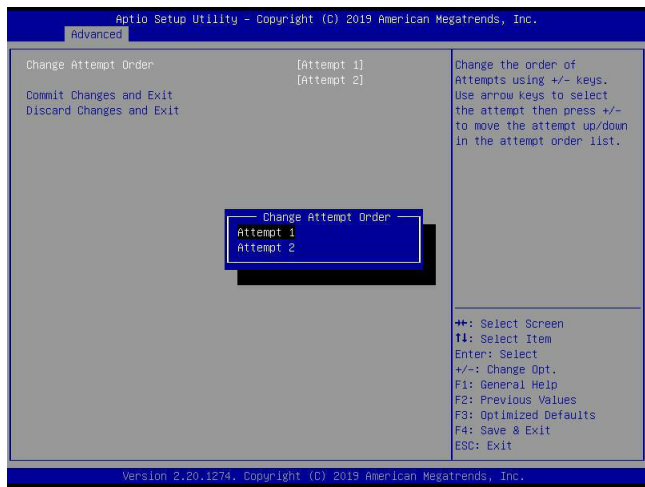 Aptio Setup Utility – Copyright (C) 2019 American Megatrends, Inc.
Advanced
Change Attempt Order [Attempt 1]
[Attempt 2]
Commit Changes and Exit
Discard Changes and Exit
Change the order of
Attempts using +/– keys.
Use arrow keys to select
the attempt then press +/–
to move the attempt up/down
in the attempt order list.
Change Attempt Order
Attempt 1
Attempt 2
→←: Select Screen
↑↓: Select Item
Enter: Select
+/–: Change Opt.
F1: General Help
F2: Previous Values
F3: Optimized Defaults
F4: Save & Exit
ESC: Exit
Version 2.20.1274. Copyright (C) 2019 American Megatrends, Inc.